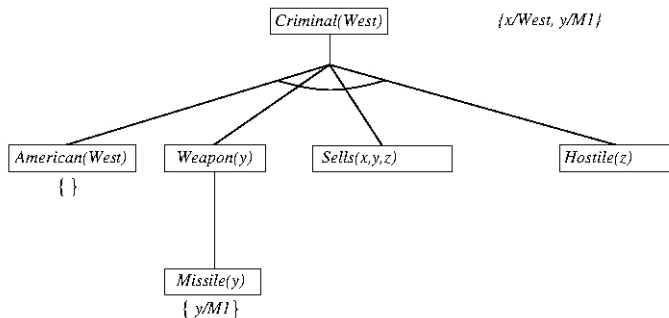 Criminal(West)
{x/West, y/M1}
American(West)
Weapon(y)
Sells(x,y,z)
Hostile(z)
{ }
Missile(y)
{ y/M1}